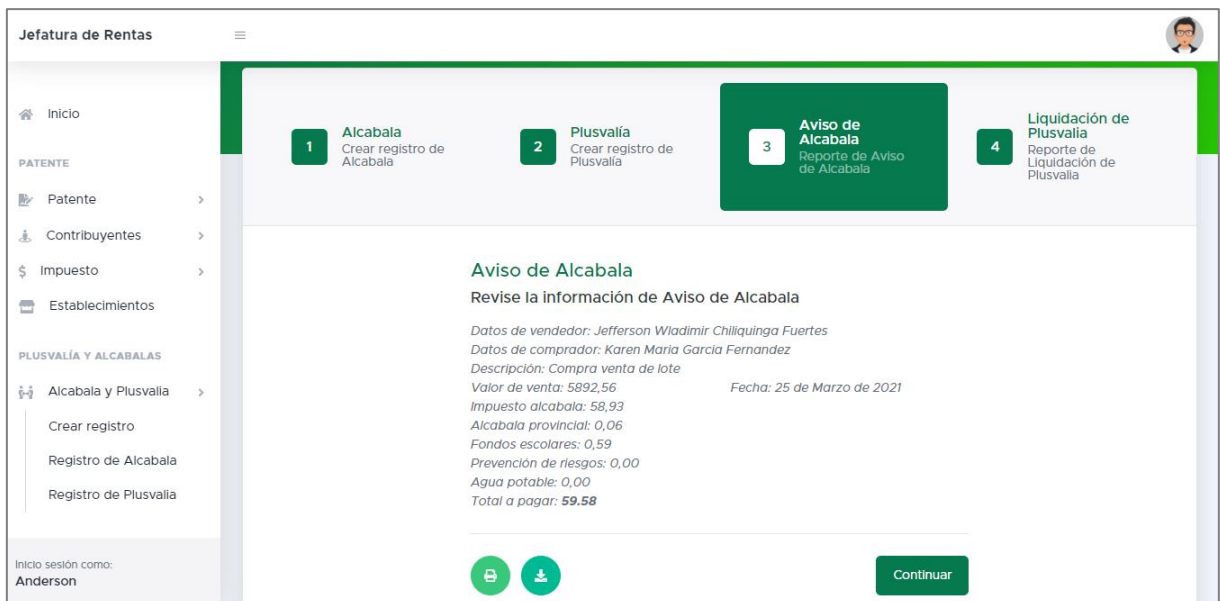 Jefatura de Rentas
Inicio
PATENTE
Patente
Contribuyentes
Impuesto
Establecimientos
PLUSVALÍA Y ALCABALAS
Alcabala y Plusvalia
Crear registro
Registro de Alcabala
Registro de Plusvalia
Inicio sesión como:
Anderson
1
Alcabala
Crear registro de
Alcabala
2
Plusvalía
Crear registro de
Plusvalía
3
Aviso de
Alcabala
Reporte de Aviso
de Alcabala
4
Liquidación de
Plusvalia
Reporte de
Liquidación de
Plusvalia
Aviso de Alcabala
Revise la información de Aviso de Alcabala
Datos de vendedor: Jefferson Wladimir Chiliquinga Fuertes
Datos de comprador: Karen Maria Garcia Fernandez
Descripción: Compra venta de lote
Valor de venta: 5892,56 Fecha: 25 de Marzo de 2021
Impuesto alcabala: 58,93
Alcabala provincial: 0,06
Fondos escolares: 0,59
Prevención de riesgos: 0,00
Agua potable: 0,00
Total a pagar: 59.58
Continuar